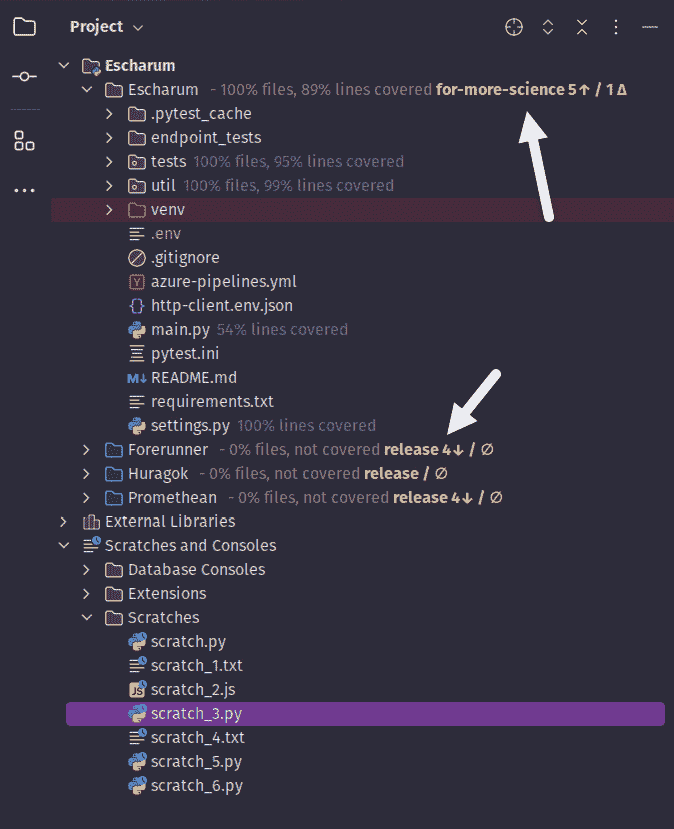 Project
Escharum
Escharum - 100% files, 89% lines covered for-more-science 5↑ / 1 Δ
.pytest_cache
endpoint_tests
tests 100% files, 95% lines covered
util 100% files, 99% lines covered
venv
.env
.gitignore
Y azure-pipelines.yml
{} http-client.env.json
main.py 54% lines covered
pytest.ini
M↓ README.md
requirements.txt
settings.py 100% lines covered
Forerunner - 0% files, not covered release 4↓ / ∅
Huragok - 0% files, not covered release / ∅
Promethean - 0% files, not covered release 4↓ / ∅
External Libraries
Scratches and Consoles
Database Consoles
Extensions
Scratches
scratch.py
scratch_1.txt
JS scratch_2.js
scratch_3.py
scratch_4.txt
scratch_5.py
scratch_6.py